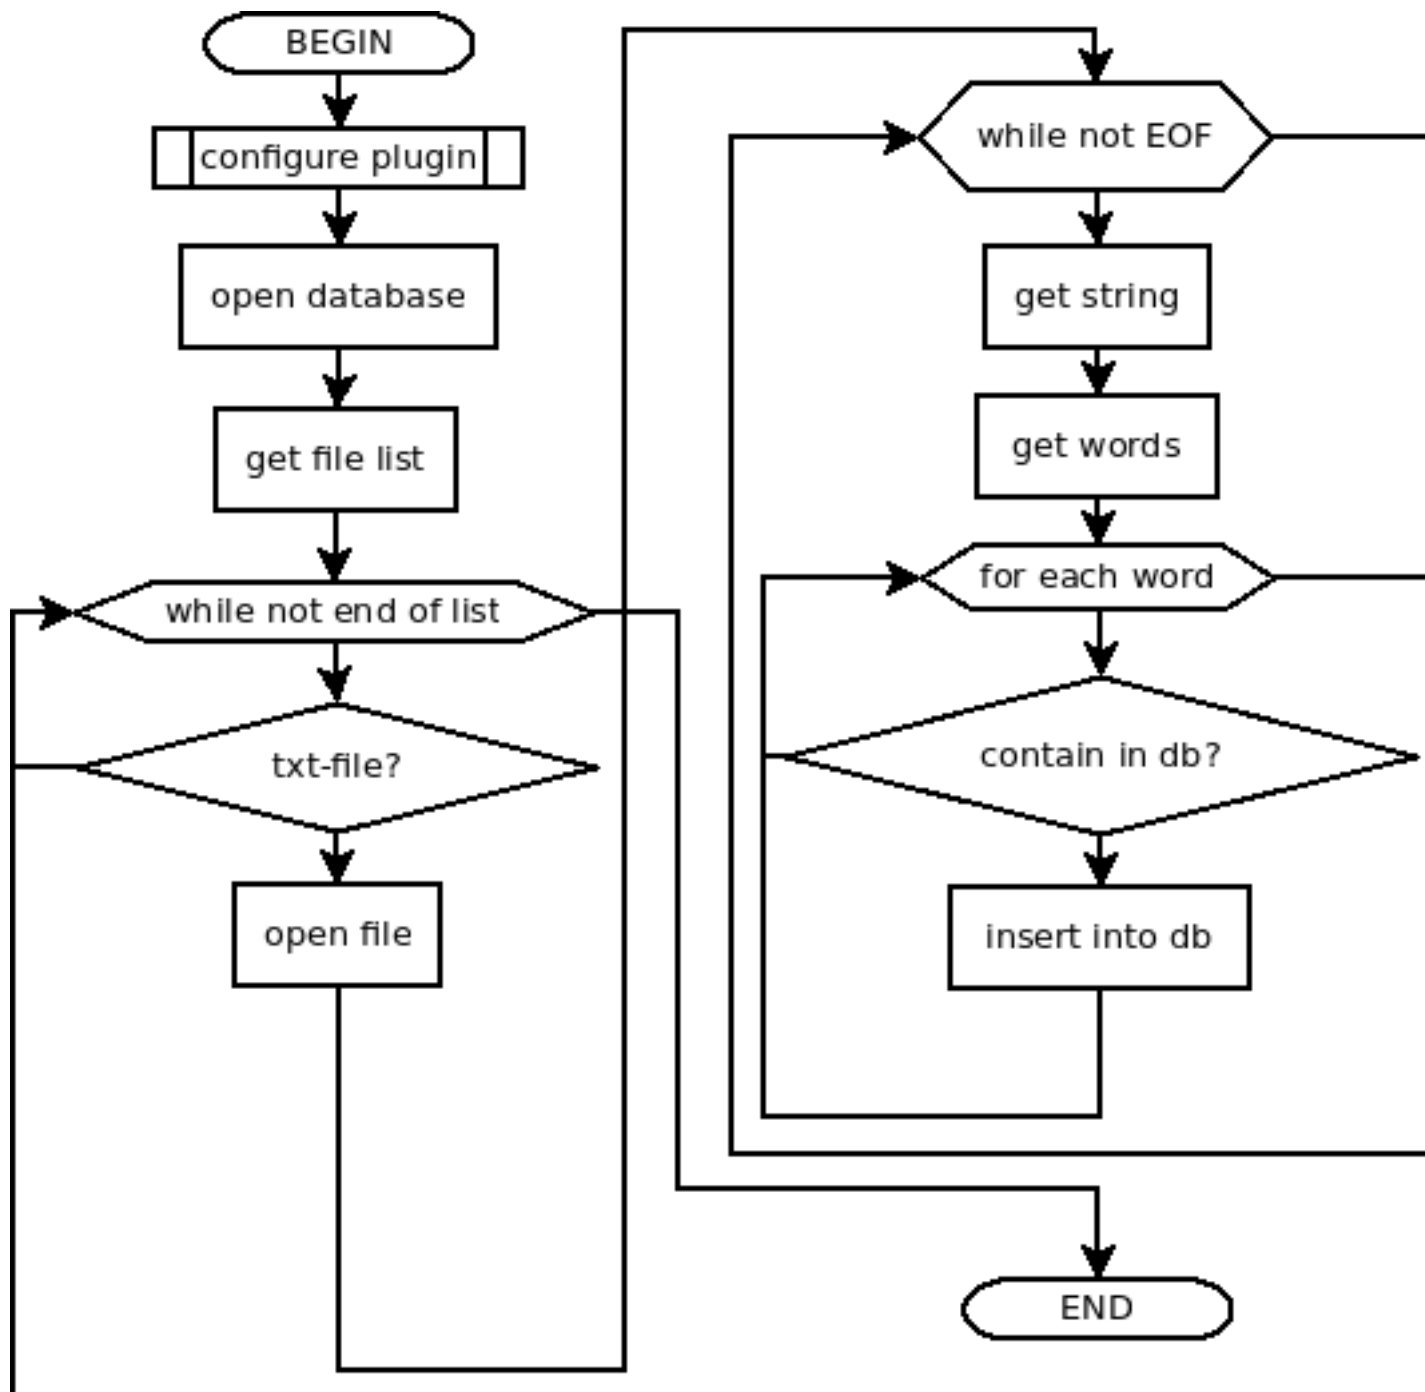 BEGIN
configure plugin
open database
get file list
while not end of list
txt-file?
open file
while not EOF
get string
get words
for each word
contain in db?
insert into db
END